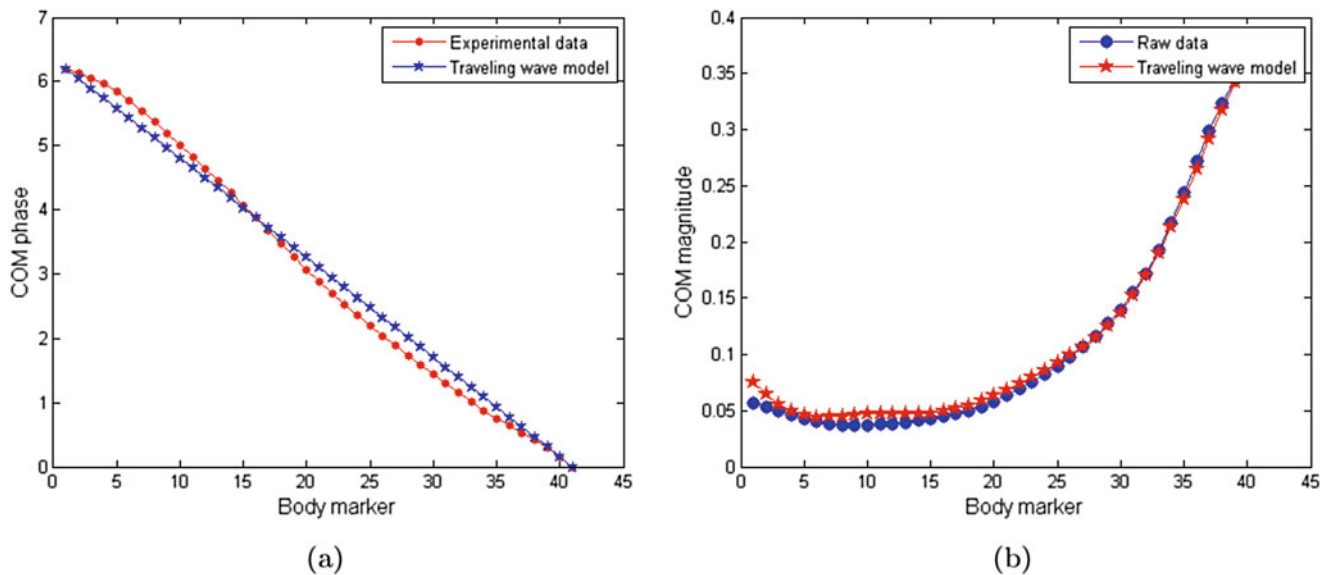 7
6
5
4
3
2
1
0
COM phase
Experimental data
Traveling wave model
0 5 10 15 20 25 30 35 40 45
Body marker
(a)
0.4
0.35
0.3
0.25
0.2
0.15
0.1
0.05
0
COM magnitude
Raw data
Traveling wave model
0 5 10 15 20 25 30 35 40 45
Body marker
(b)